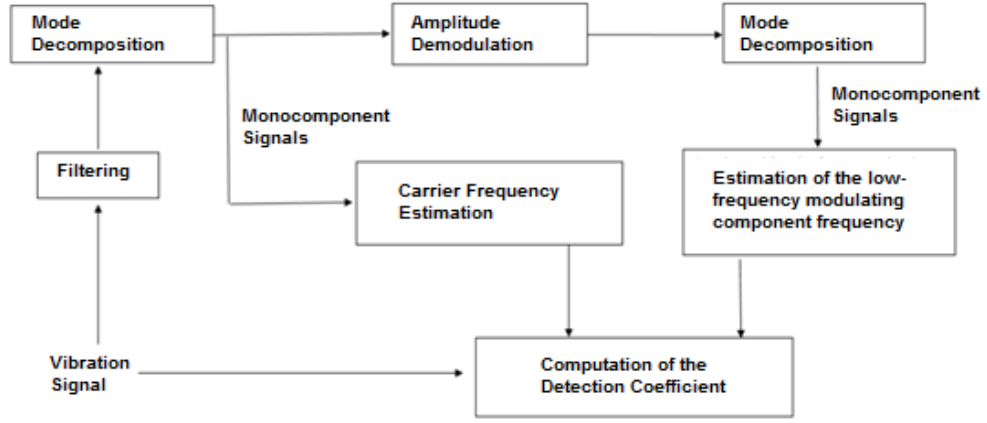 Mode
Decomposition
Amplitude
Demodulation
Mode
Decomposition
Monocomponent
Signals
Monocomponent
Signals
Filtering
Carrier Frequency
Estimation
Estimation of the low-
frequency modulating
component frequency
Vibration
Signal
Computation of the
Detection Coefficient